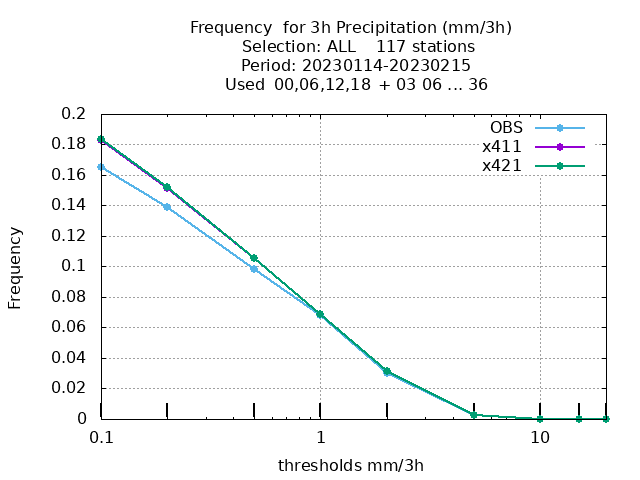 Frequency  for 3h Precipitation (mm/3h)
Selection: ALL    117 stations
Period: 20230114-20230215
Used  00,06,12,18  + 03 06 ... 36
OBS
x411
x421
0.2
0.18
0.16
0.14
0.12
0.1
0.08
0.06
0.04
0.02
0
Frequency
0.1 1 10
thresholds mm/3h